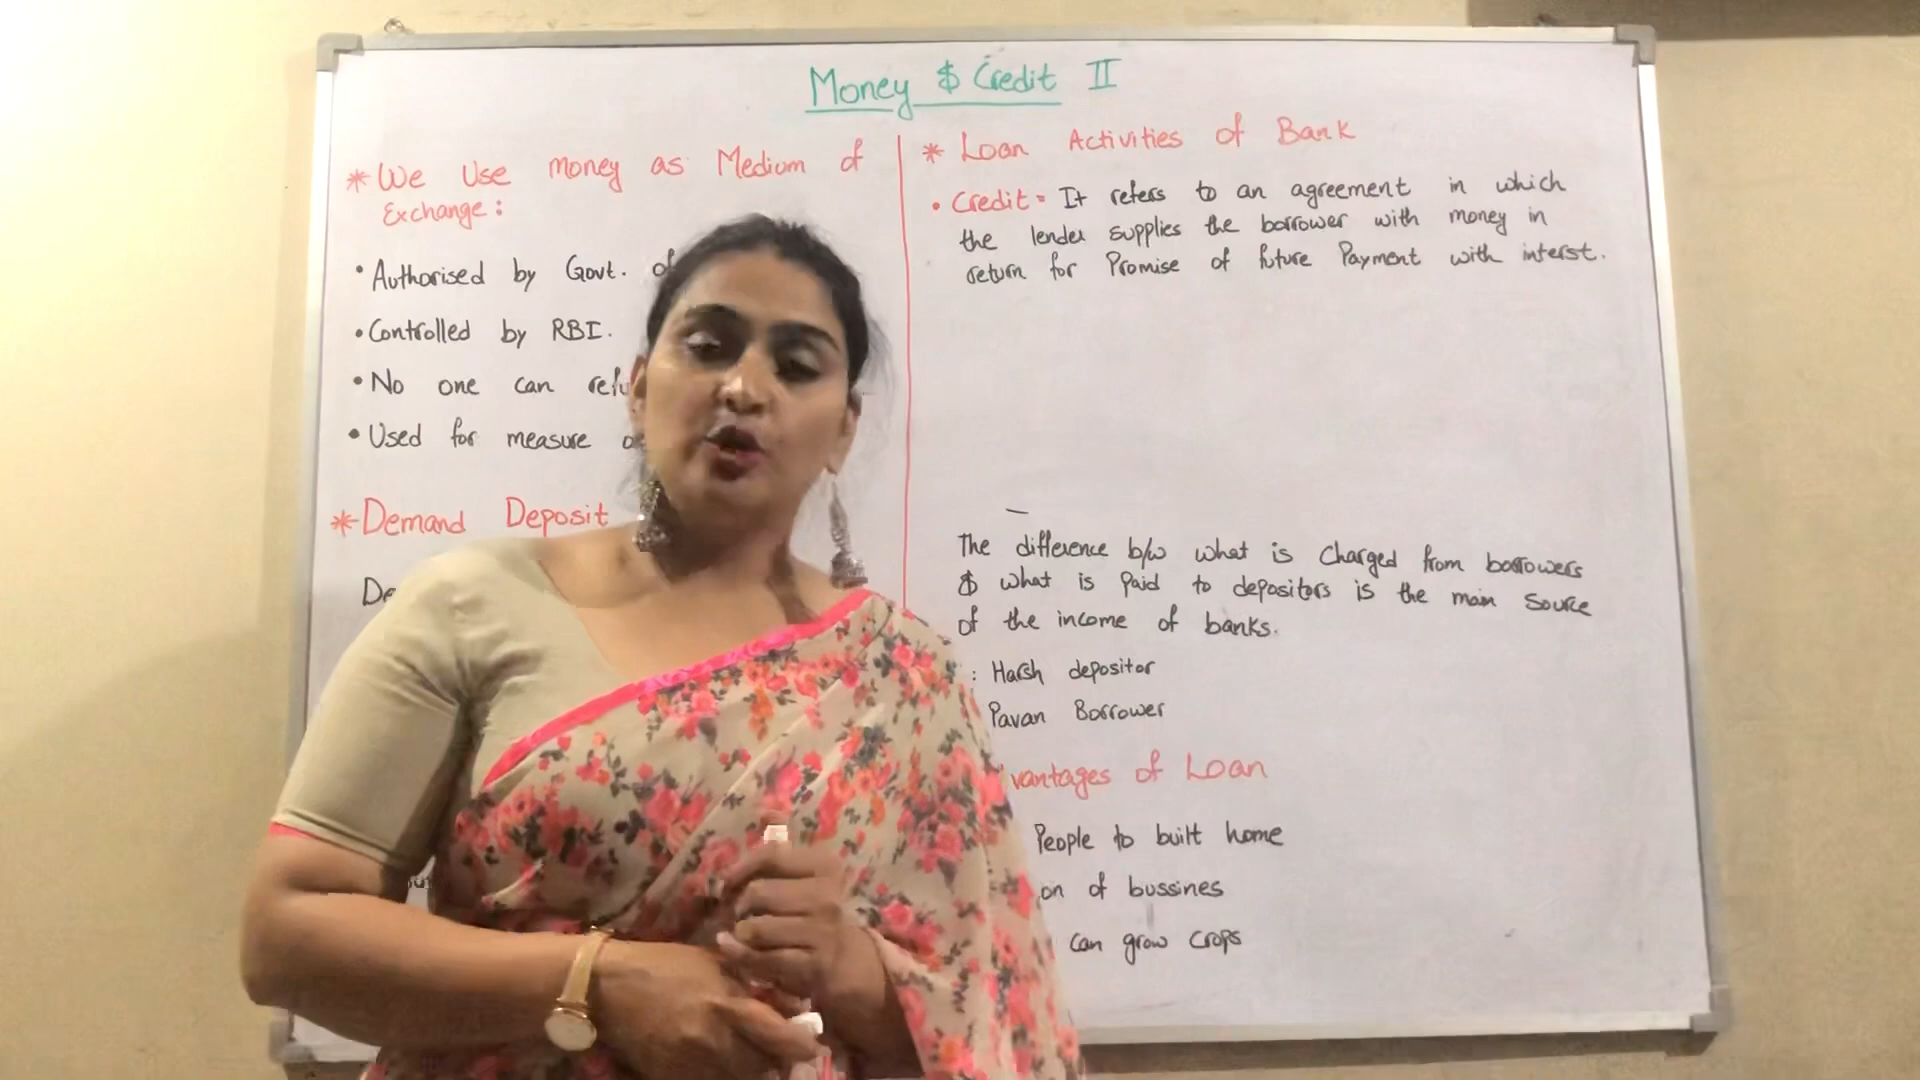 Money & Credit II
* We Use money as Medium of
Exchange:
• Authorised by Govt. of
• Controlled by RBI.
• No one can
• Used for measure
* Demand Deposit
* Loan Activities of Bank
• Credit = It refers to an agreement in which
the lender supplies the borrower with money in
return for Promise of future Payment with interst.
The difference b/w what is charged from borrowers
& what is paid to depositors is the main source
of the income of banks.
: Harsh depositor
Pavan Borrower
vantages of Loan
People to built home
on of bussines
can grow crops